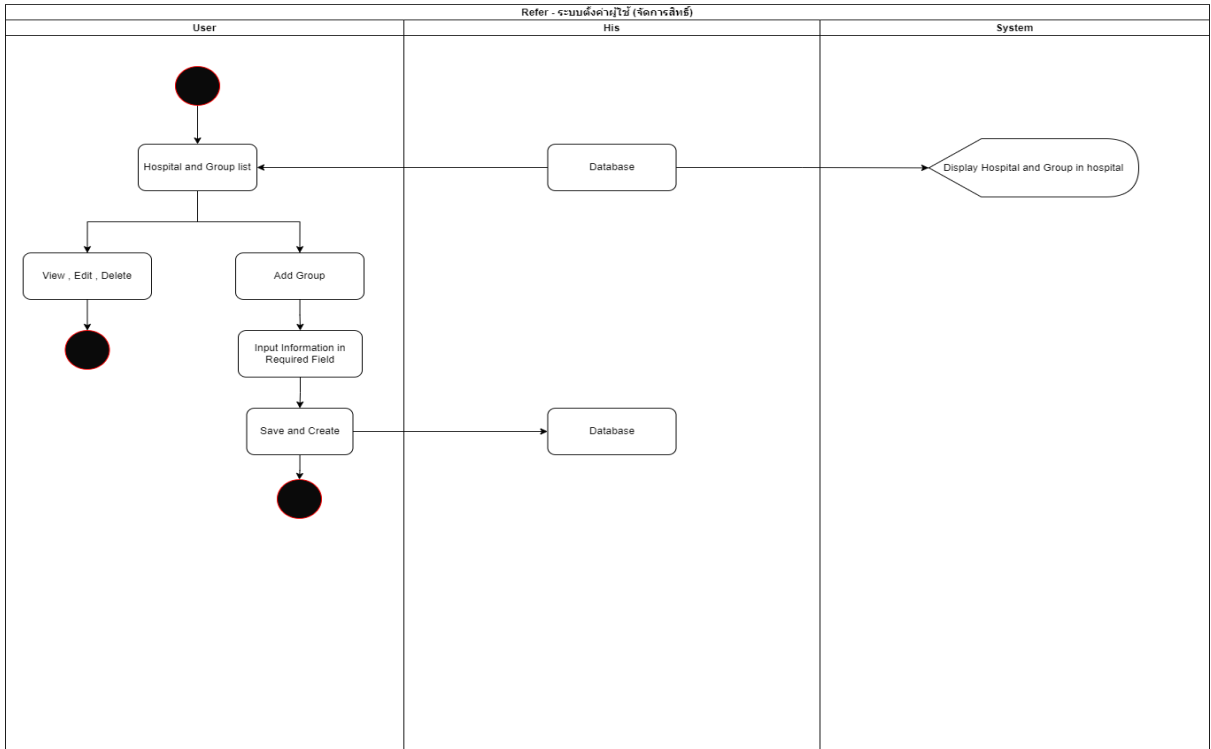 Refer - ระบบตั้งค่าผู้ใช้ (จัดการสิทธิ์)
User
His
System
Hospital and Group list
Database
Display Hospital and Group in hospital
View , Edit , Delete
Add Group
Input Information in
Required Field
Save and Create
Database